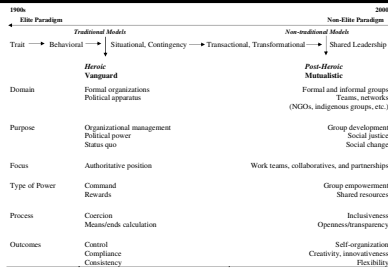 1900s 2000
Elite Paradigm Non-Elite Paradigm
Traditional Models Non-traditional Models
Trait Behavioral Situational, Contingency Transactional, Transformational Shared Leadership
Heroic Post-Heroic
Vanguard Mutualistic
Domain Formal organizations Formal and informal groups
Political apparatus Teams, networks
(NGOs, indigenous groups, etc.)
Purpose Organizational management Group development
Political power Social justice
Status quo Social change
Focus Authoritative position Work teams, collaboratives, and partnerships
Type of Power Command Group empowerment
Rewards Shared resources
Process Coercion Inclusiveness
Means/ends calculation Openness/transparency
Outcomes Control Self-organization
Compliance Creativity, innovativeness
Consistency Flexibility